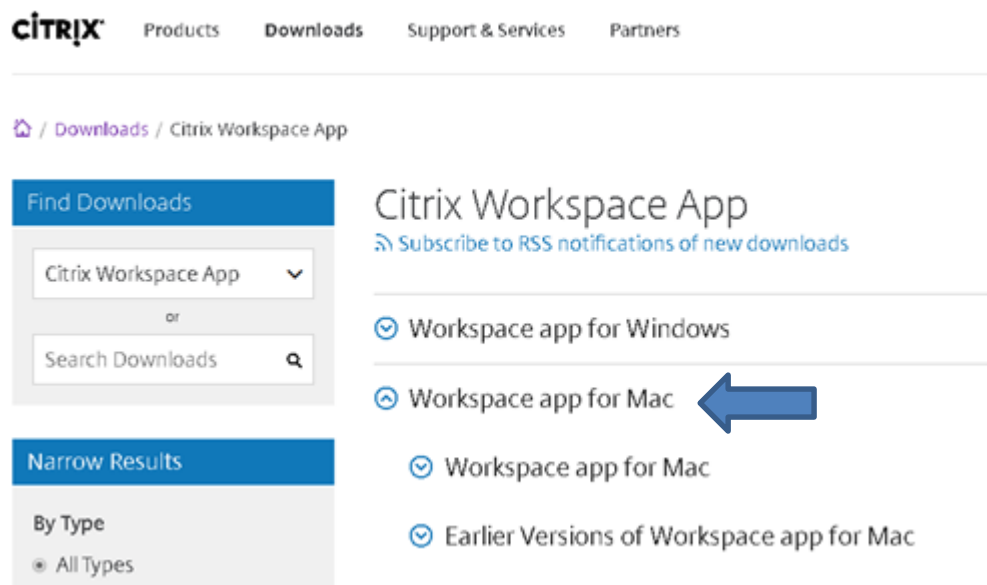 CİTRIX
Products
Downloads
Support & Services
Partners
/ Downloads / Citrix Workspace App
Find Downloads
Citrix Workspace App
or
Search Downloads
Narrow Results
By Type
All Types
Citrix Workspace App
Subscribe to RSS notifications of new downloads
Workspace app for Windows
Workspace app for Mac
Workspace app for Mac
Earlier Versions of Workspace app for Mac